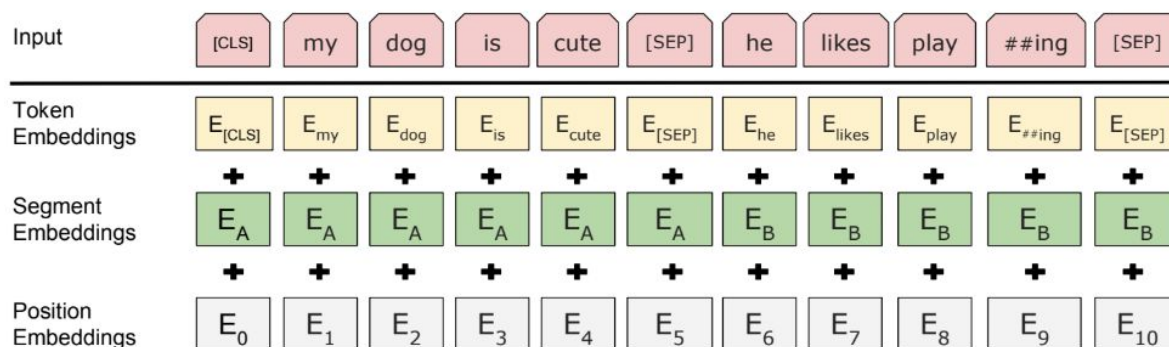 Input [CLS] my dog is cute [SEP] he likes play ##ing [SEP]
Token
Embeddings E[CLS] Emy Edog Eis Ecute E[SEP] Ehe Elikes Eplay E##ing E[SEP]
+ + + + + + + + + + +
Segment
Embeddings EA EA EA EA EA EA EB EB EB EB EB
+ + + + + + + + + + +
Position
Embeddings E0 E1 E2 E3 E4 E5 E6 E7 E8 E9 E10